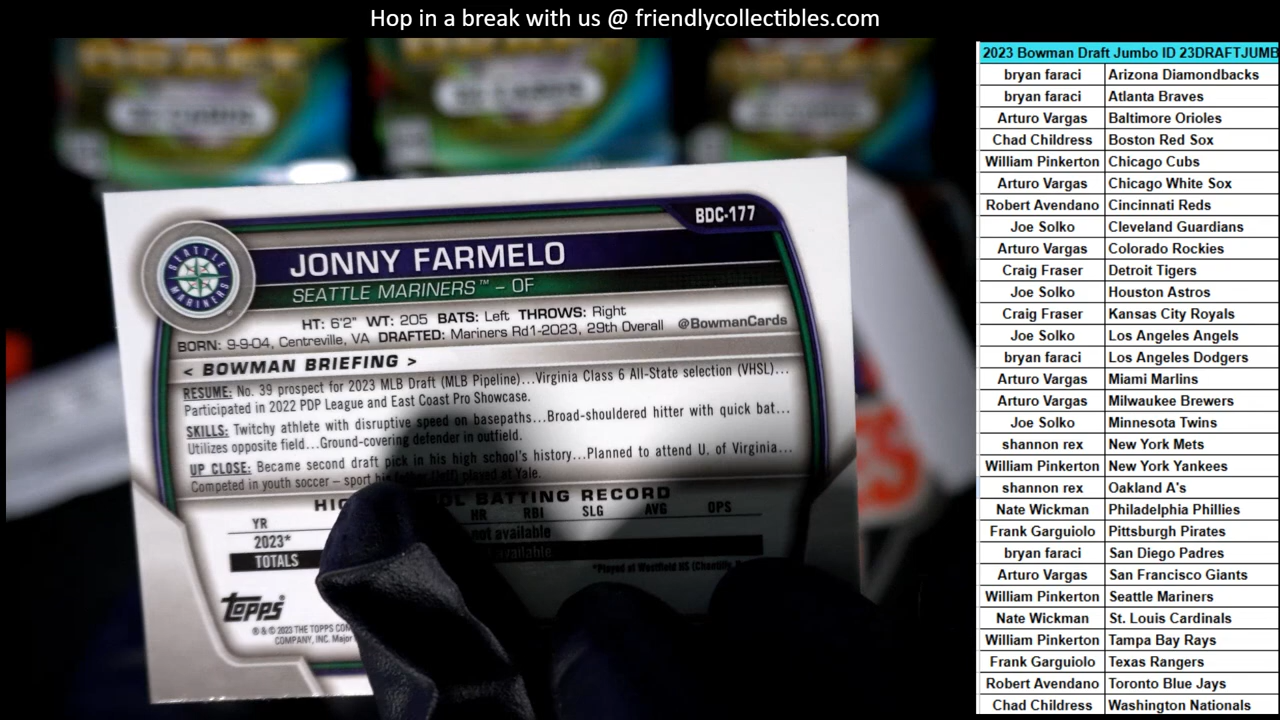 Hop in a break with us @ friendlycollectibles.com
BDC-177
SEATTLE MARINERS
JONNY FARMELO
SEATTLE MARINERS™ – OF
HT: 6'2" WT: 205 BATS: Left THROWS: Right
BORN: 9-9-04, Centreville, VA DRAFTED: Mariners Rd1-2023, 29th Overall @BowmanCards
< BOWMAN BRIEFING >
RESUME: No. 39 prospect for 2023 MLB Draft (MLB Pipeline)...Virginia Class 6 All-State selection (VHSL)...
Participated in 2022 PDP League and East Coast Pro Showcase.
SKILLS: Twitchy athlete with disruptive speed on basepaths...Broad-shouldered hitter with quick bat...
Utilizes opposite field...Ground-covering defender in outfield.
UP CLOSE: Became second draft pick in his high school's history...Planned to attend U. of Virginia...
Competed in youth soccer – sport his father (Jeff) played at Yale.
BATTING RECORD
YR HR RBI SLG AVG OPS
2023* not available
TOTALS available
*Played at Westfield HS
Topps
® & © 2023 THE TOPPS
COMPANY, INC. Major
2023 Bowman Draft Jumbo ID 23DRAFTJUMB
bryan faraci Arizona Diamondbacks
bryan faraci Atlanta Braves
Arturo Vargas Baltimore Orioles
Chad Childress Boston Red Sox
William Pinkerton Chicago Cubs
Arturo Vargas Chicago White Sox
Robert Avendano Cincinnati Reds
Joe Solko Cleveland Guardians
Arturo Vargas Colorado Rockies
Craig Fraser Detroit Tigers
Joe Solko Houston Astros
Craig Fraser Kansas City Royals
Joe Solko Los Angeles Angels
bryan faraci Los Angeles Dodgers
Arturo Vargas Miami Marlins
Arturo Vargas Milwaukee Brewers
Joe Solko Minnesota Twins
shannon rex New York Mets
William Pinkerton New York Yankees
shannon rex Oakland A's
Nate Wickman Philadelphia Phillies
Frank Garguiolo Pittsburgh Pirates
bryan faraci San Diego Padres
Arturo Vargas San Francisco Giants
William Pinkerton Seattle Mariners
Nate Wickman St. Louis Cardinals
William Pinkerton Tampa Bay Rays
Frank Garguiolo Texas Rangers
Robert Avendano Toronto Blue Jays
Chad Childress Washington Nationals